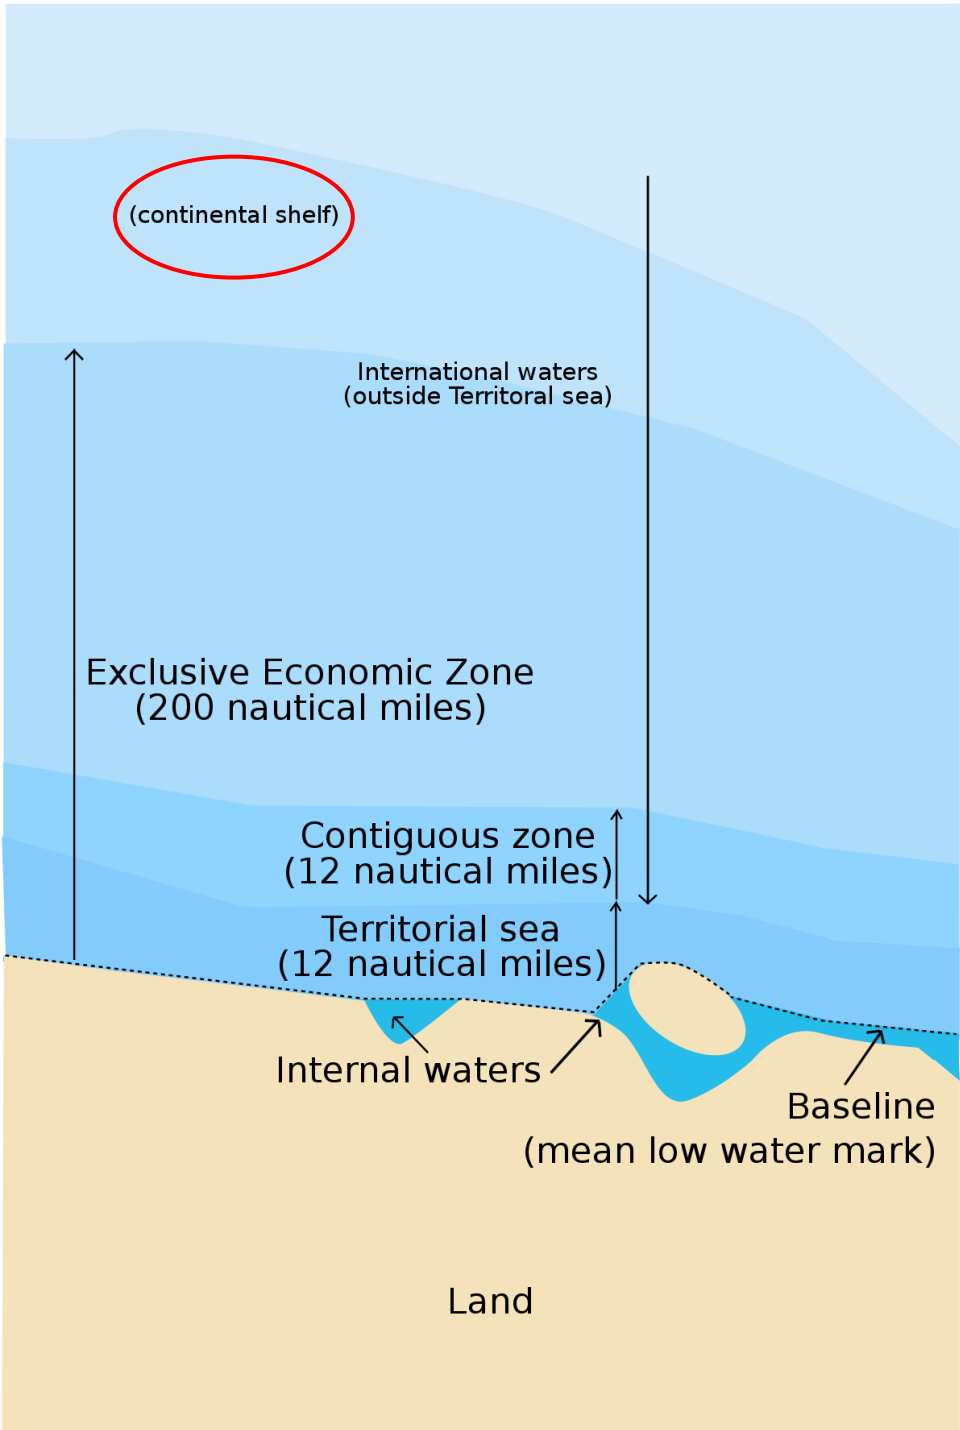 (continental shelf)
International waters
(outside Territoral sea)
Exclusive Economic Zone
(200 nautical miles)
Contiguous zone
(12 nautical miles)
Territorial sea
(12 nautical miles)
Internal waters
Baseline
(mean low water mark)
Land